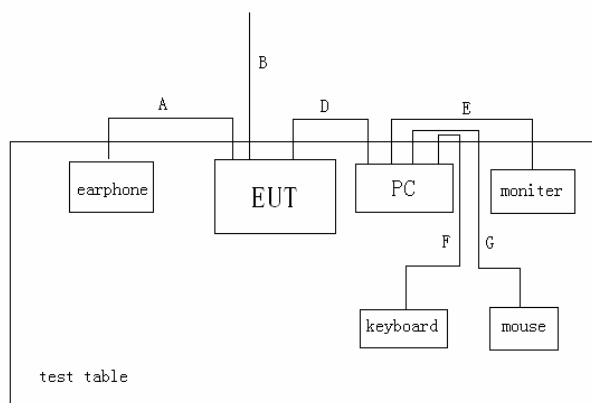 B
A
D
E
earphone
EUT
PC
moniter
F
G
keyboard
mouse
test table